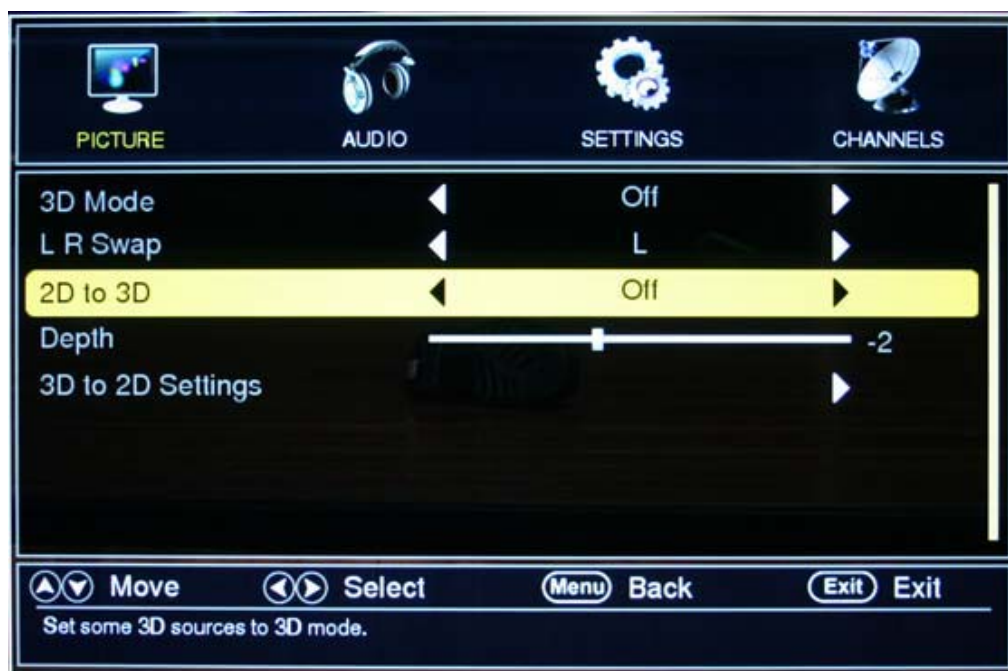 PICTURE AUDIO SETTINGS CHANNELS
3D Mode Off
L R Swap L
2D to 3D Off
Depth -2
3D to 2D Settings
Move Select Menu Back Exit Exit
Set some 3D sources to 3D mode.